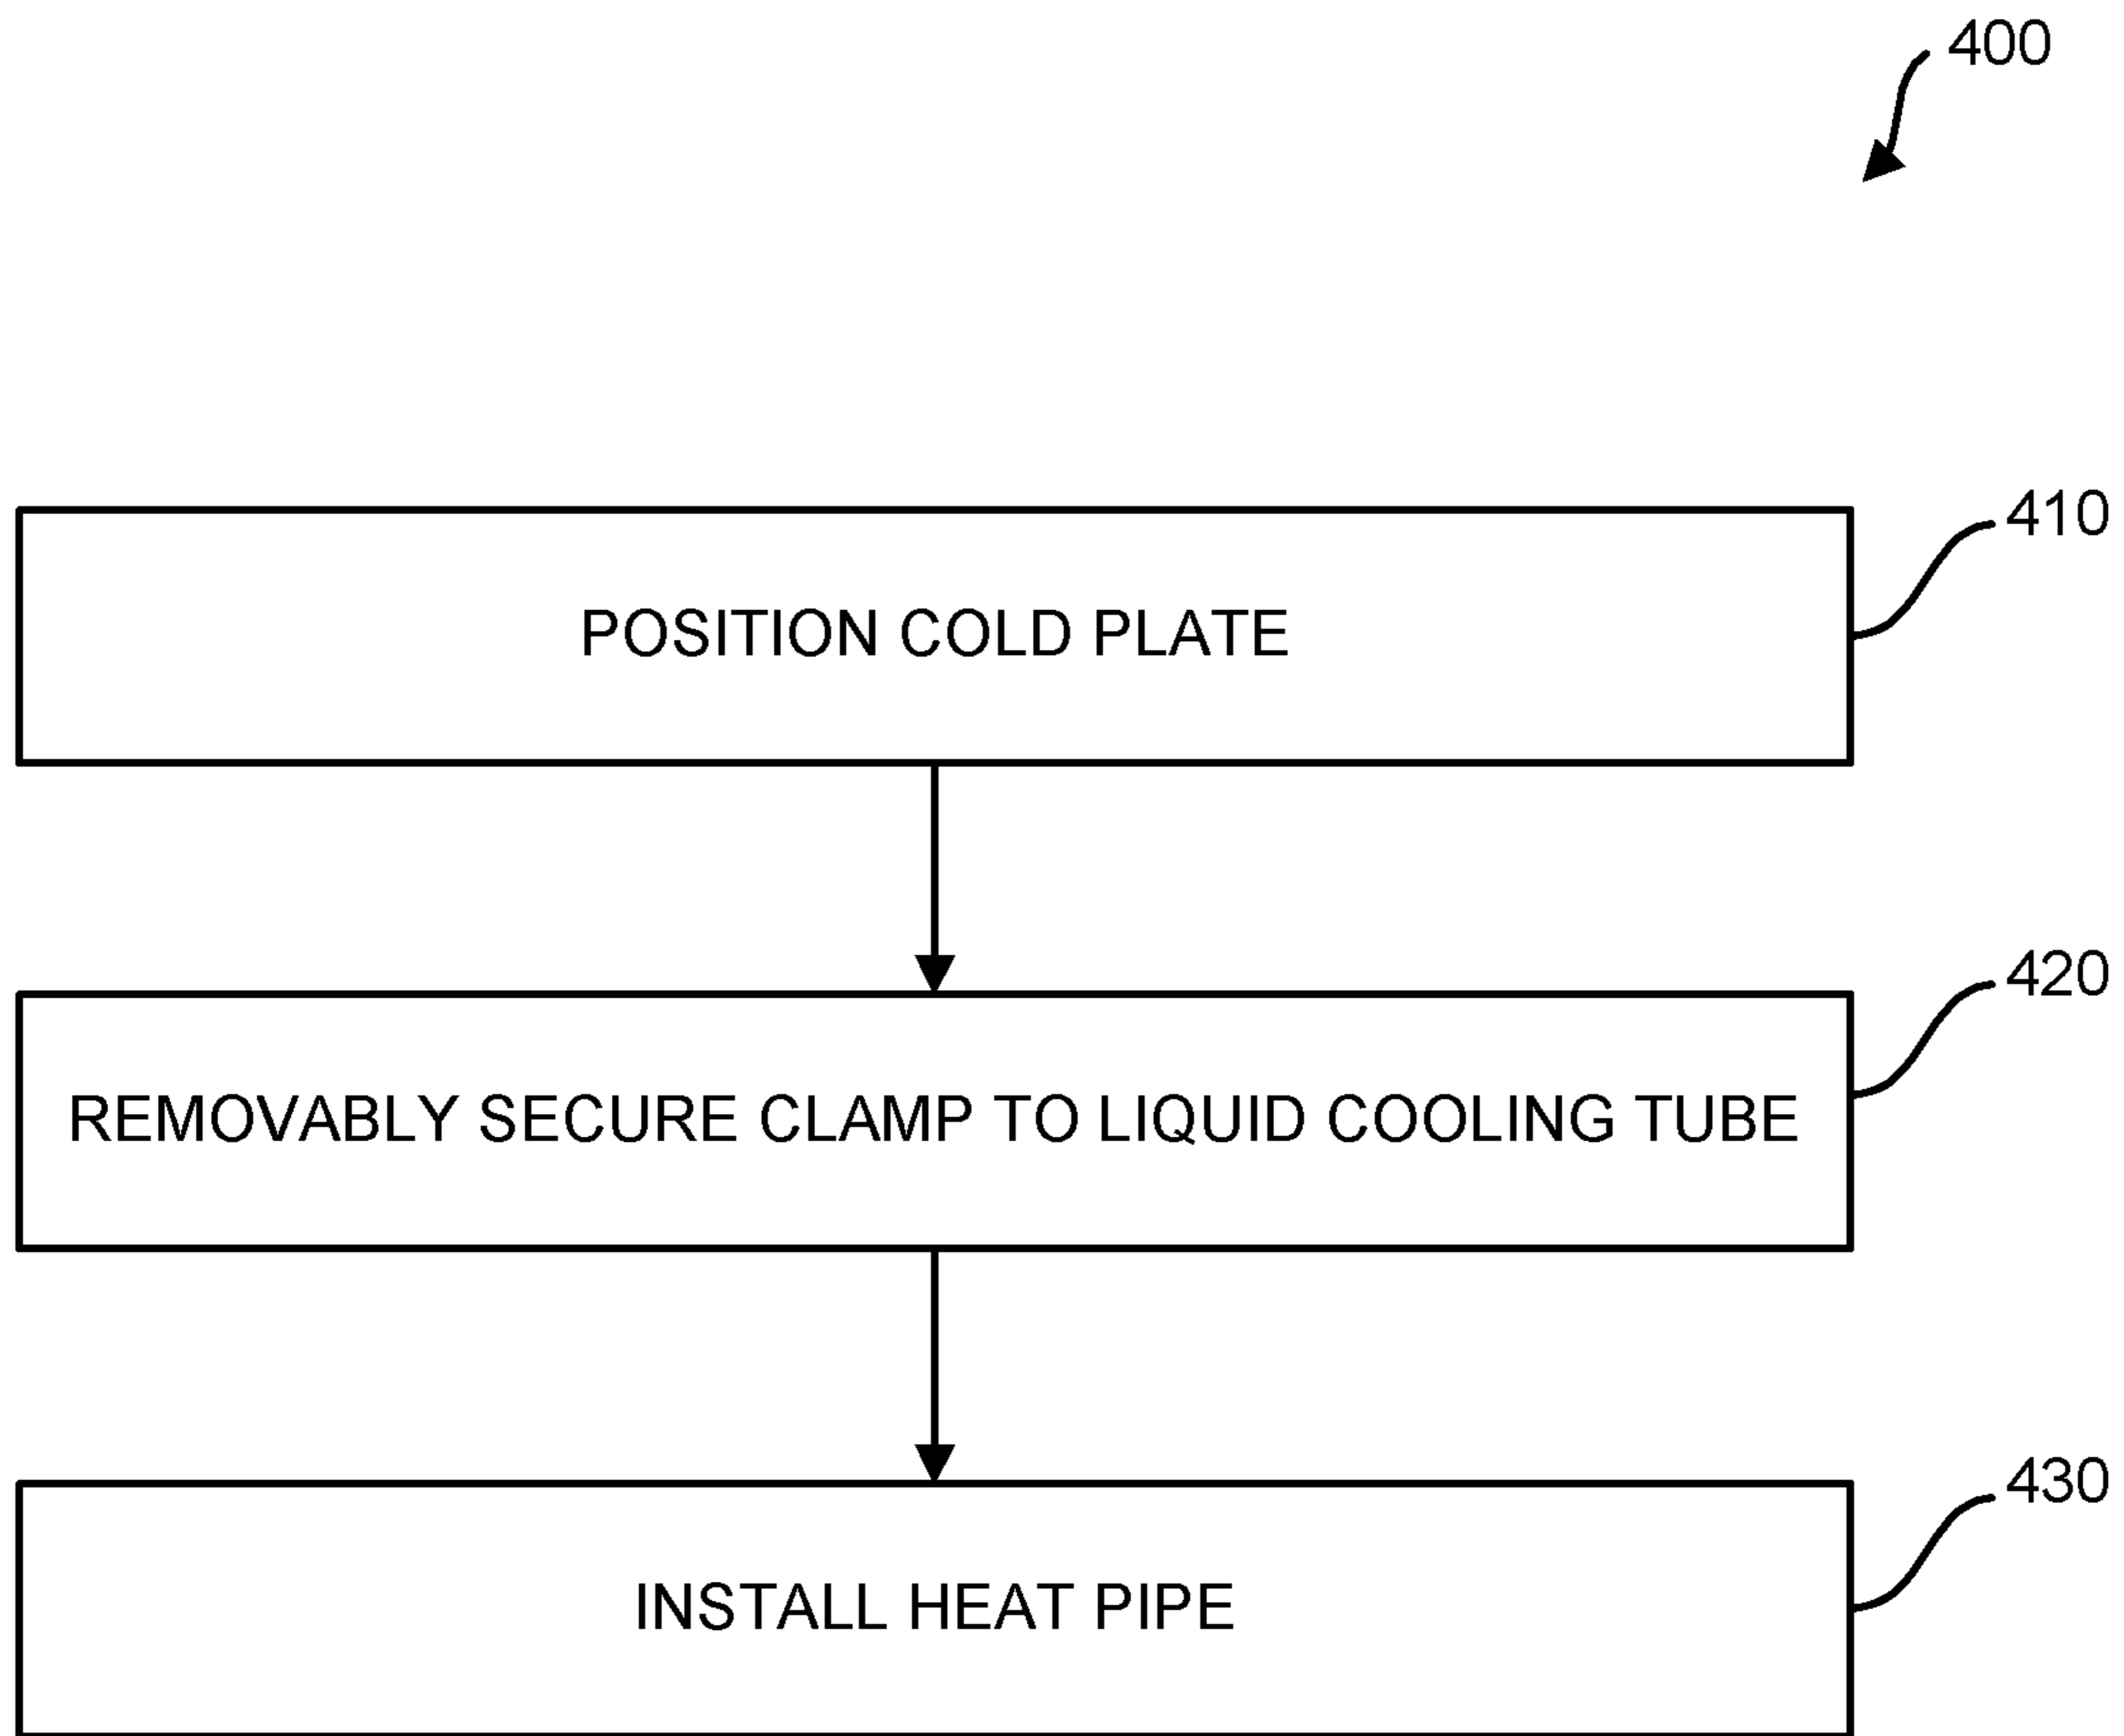 400
410
POSITION COLD PLATE
420
REMOVABLY SECURE CLAMP TO LIQUID COOLING TUBE
430
INSTALL HEAT PIPE